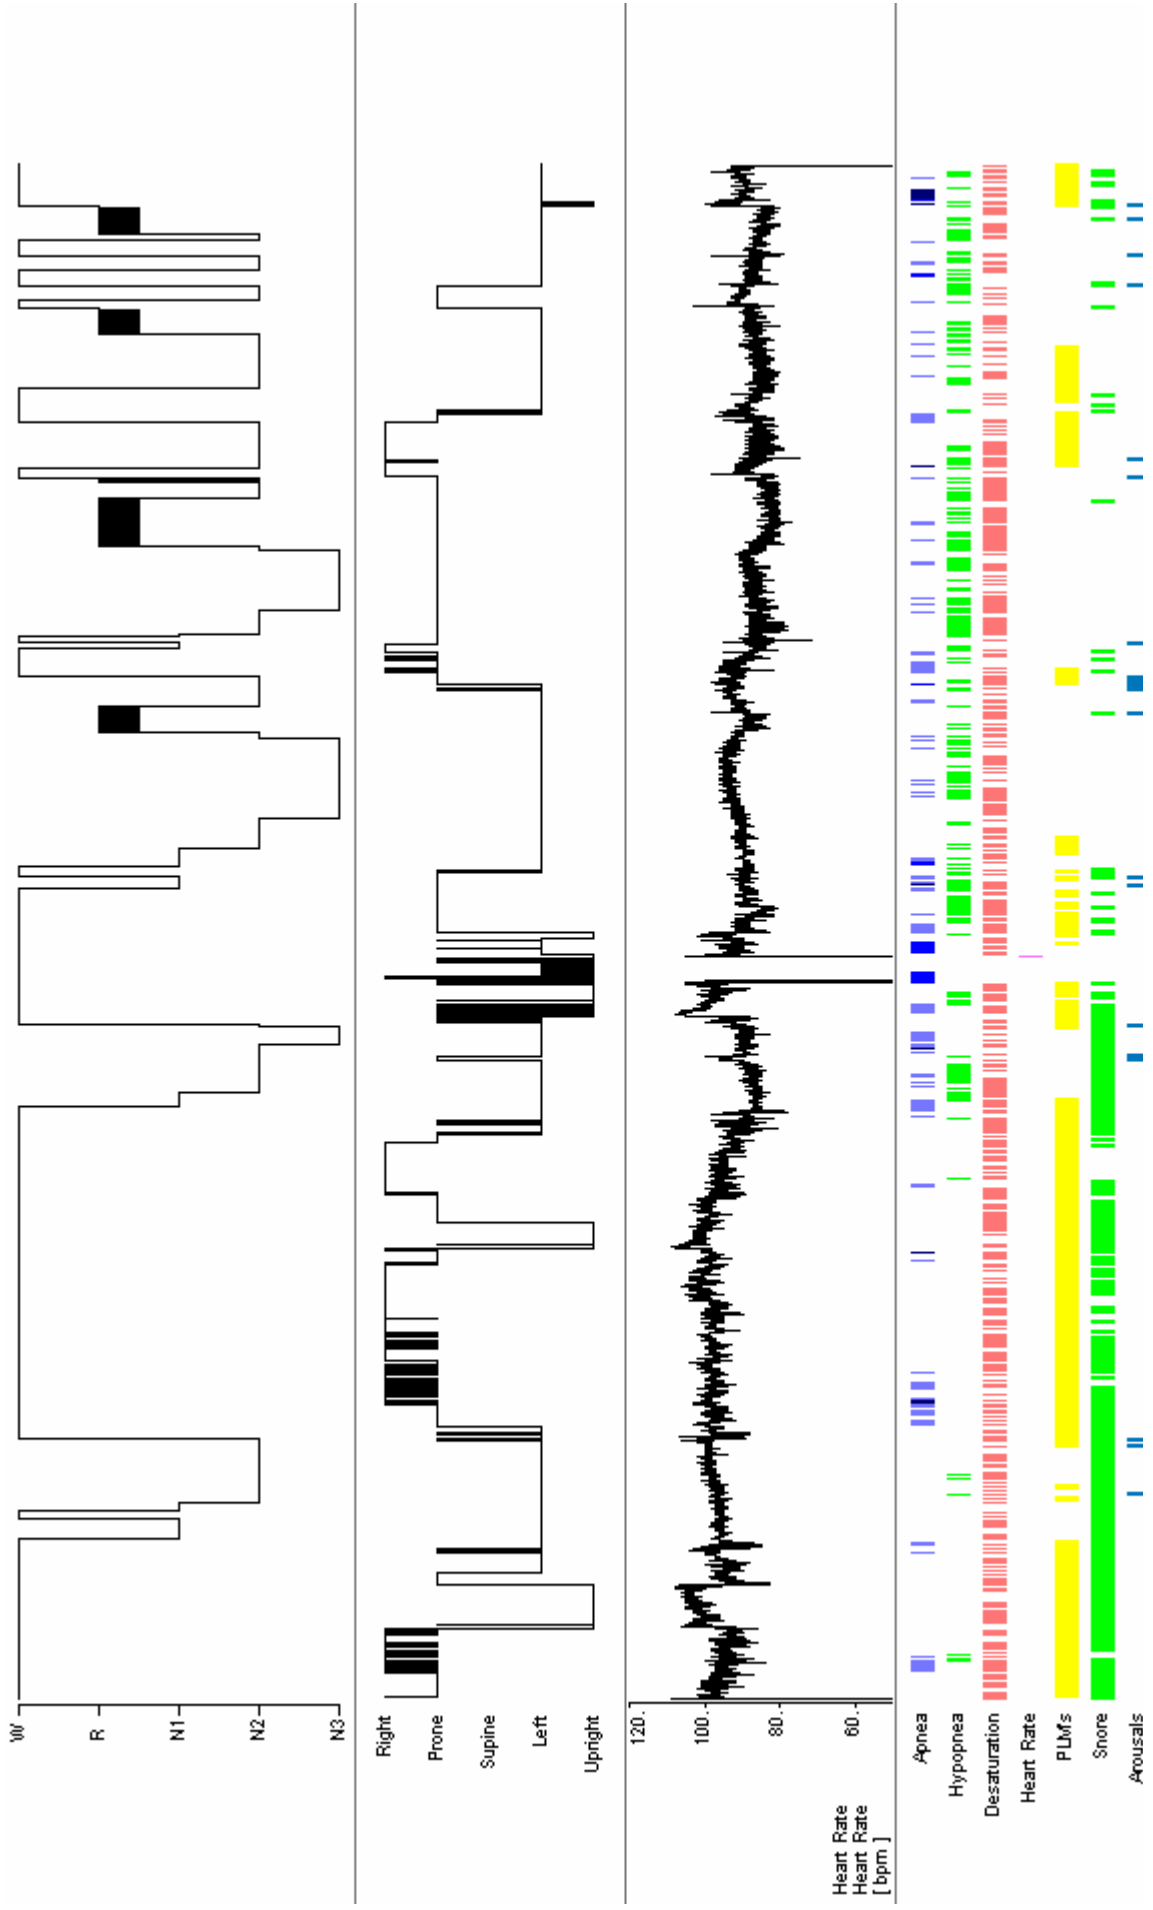 W
R
N1
N2
N3
Right
Prone
Supine
Left
Upright
120.
100.
80.
60.
Heart Rate
Heart Rate
[ bpm ]
Apnea
Hypopnea
Desaturation
Heart Rate
PLM's
Snore
Arousals